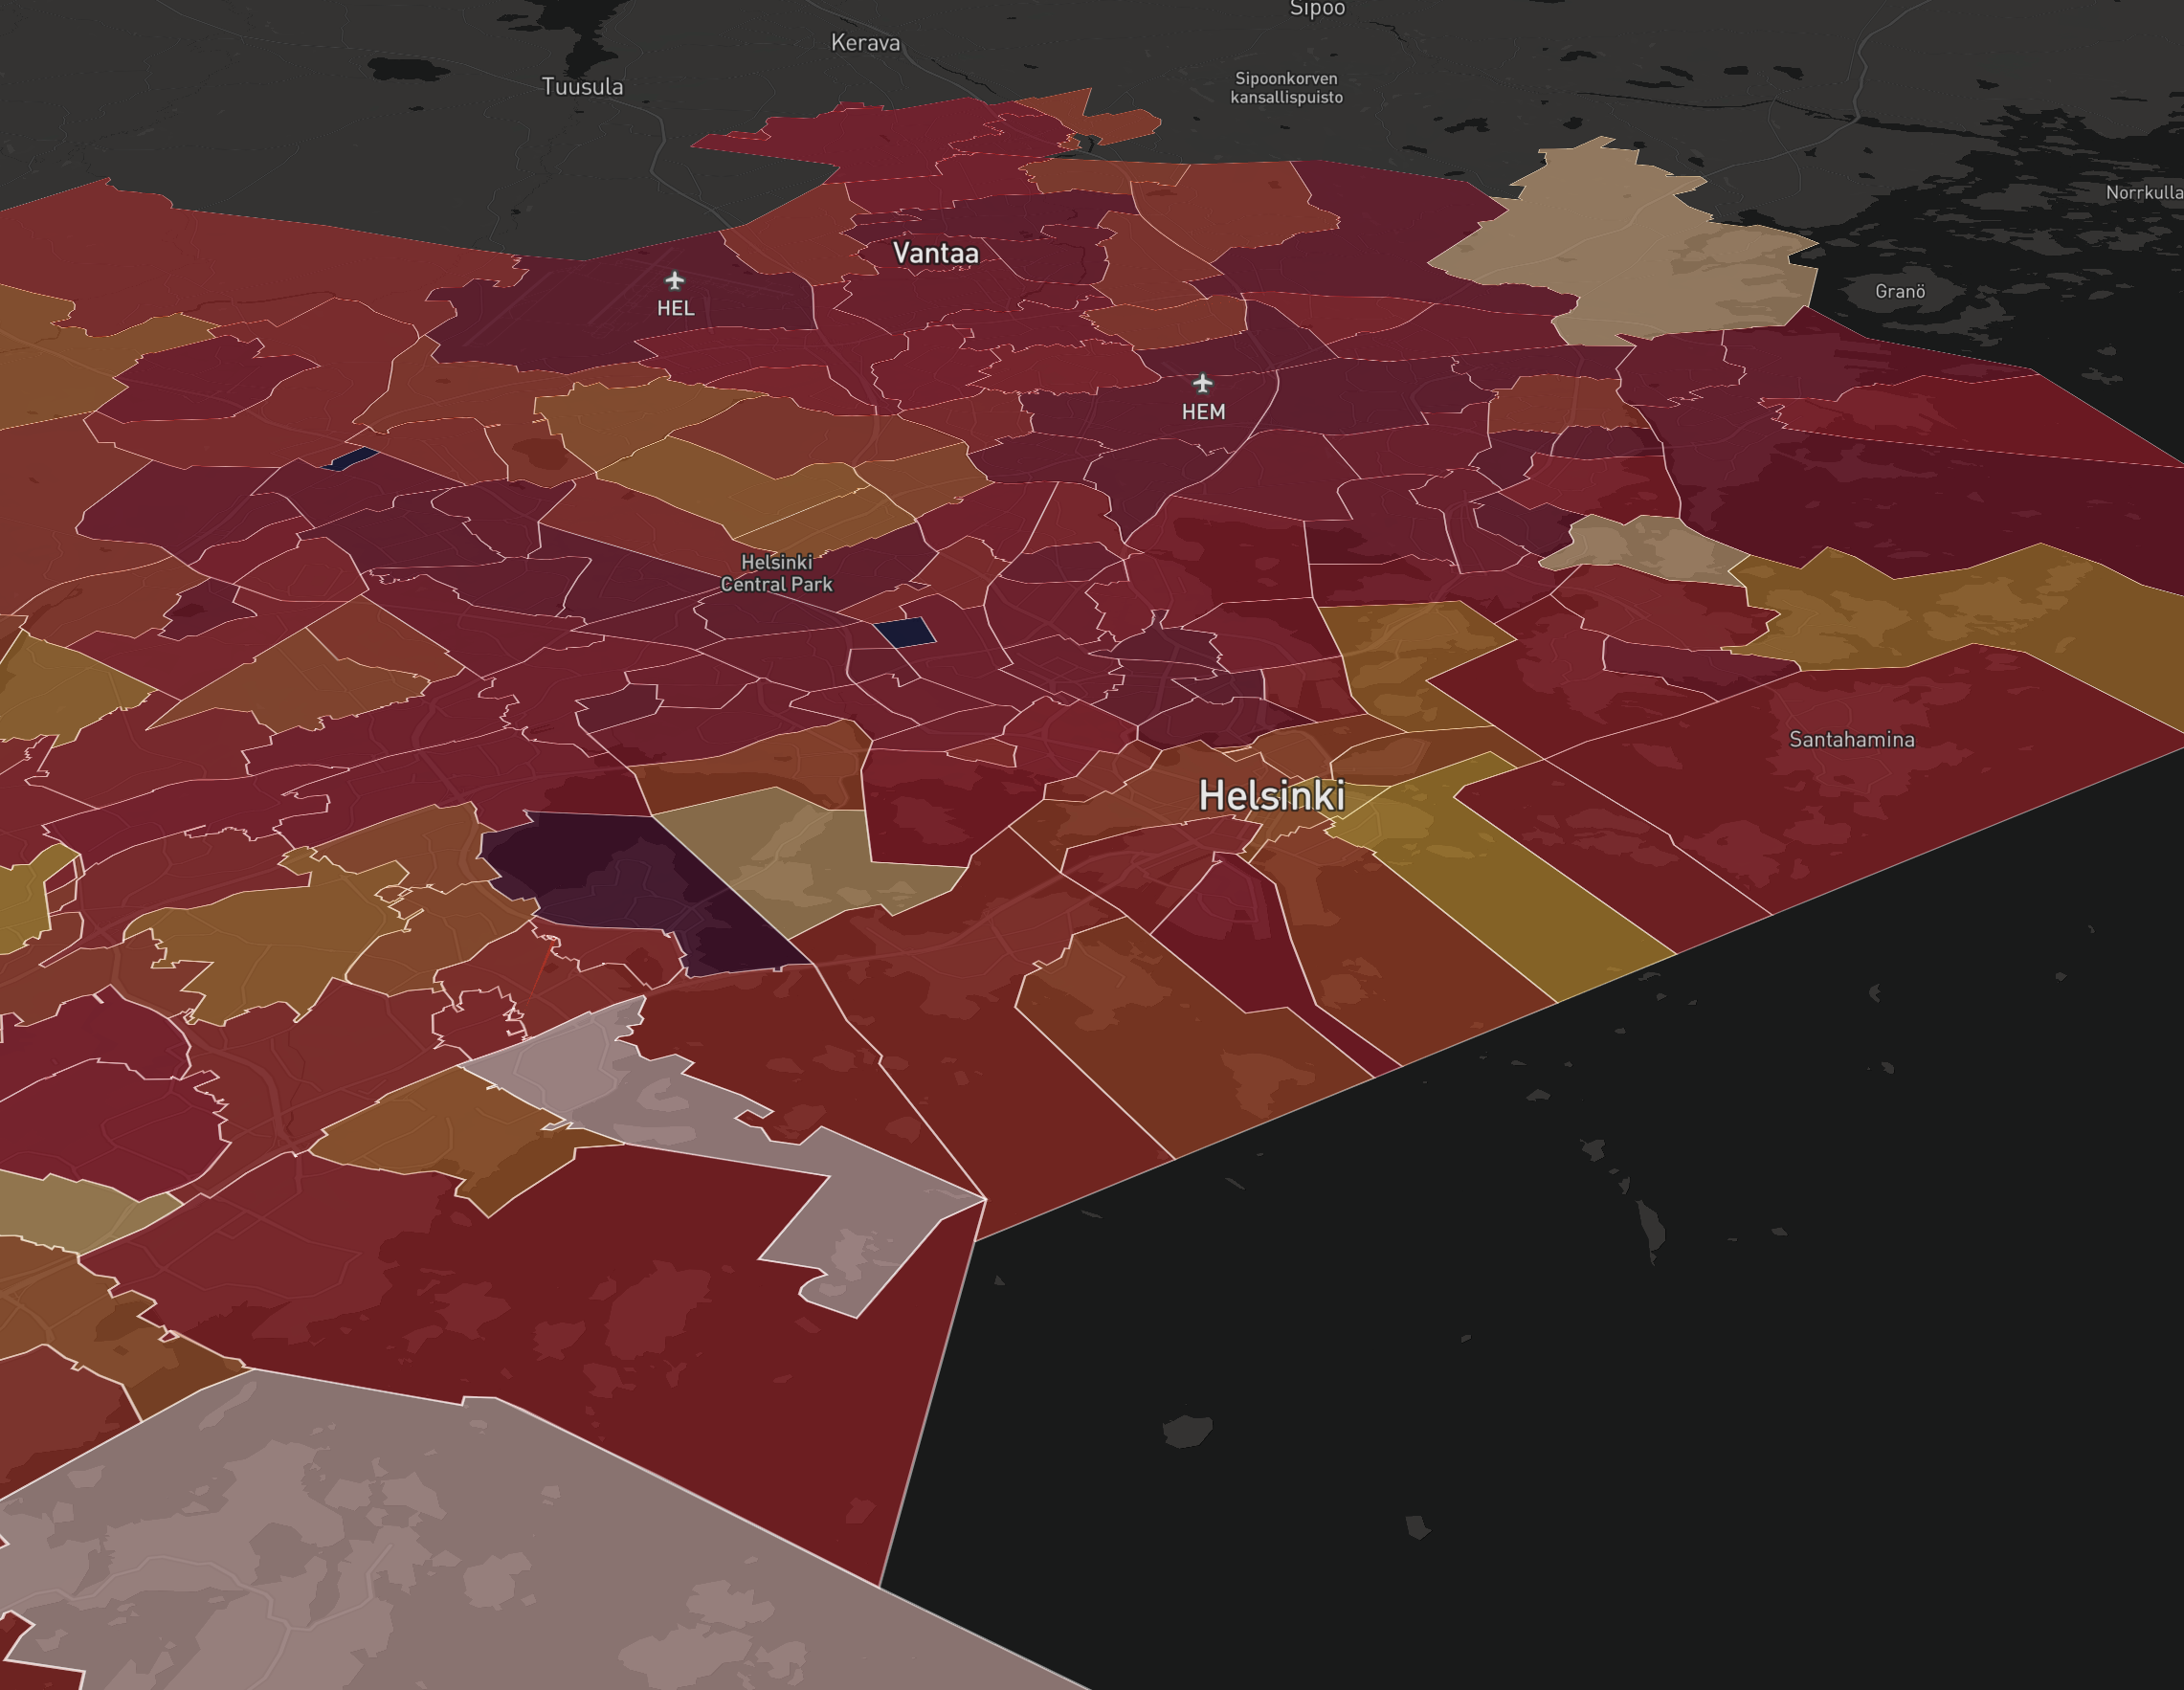 Sipoo
Kerava
Tuusula
Sipoonkorven
kansallispuisto
Norrkulla
Vantaa
HEL
Granö
HEM
Helsinki
Central Park
Santahamina
Helsinki